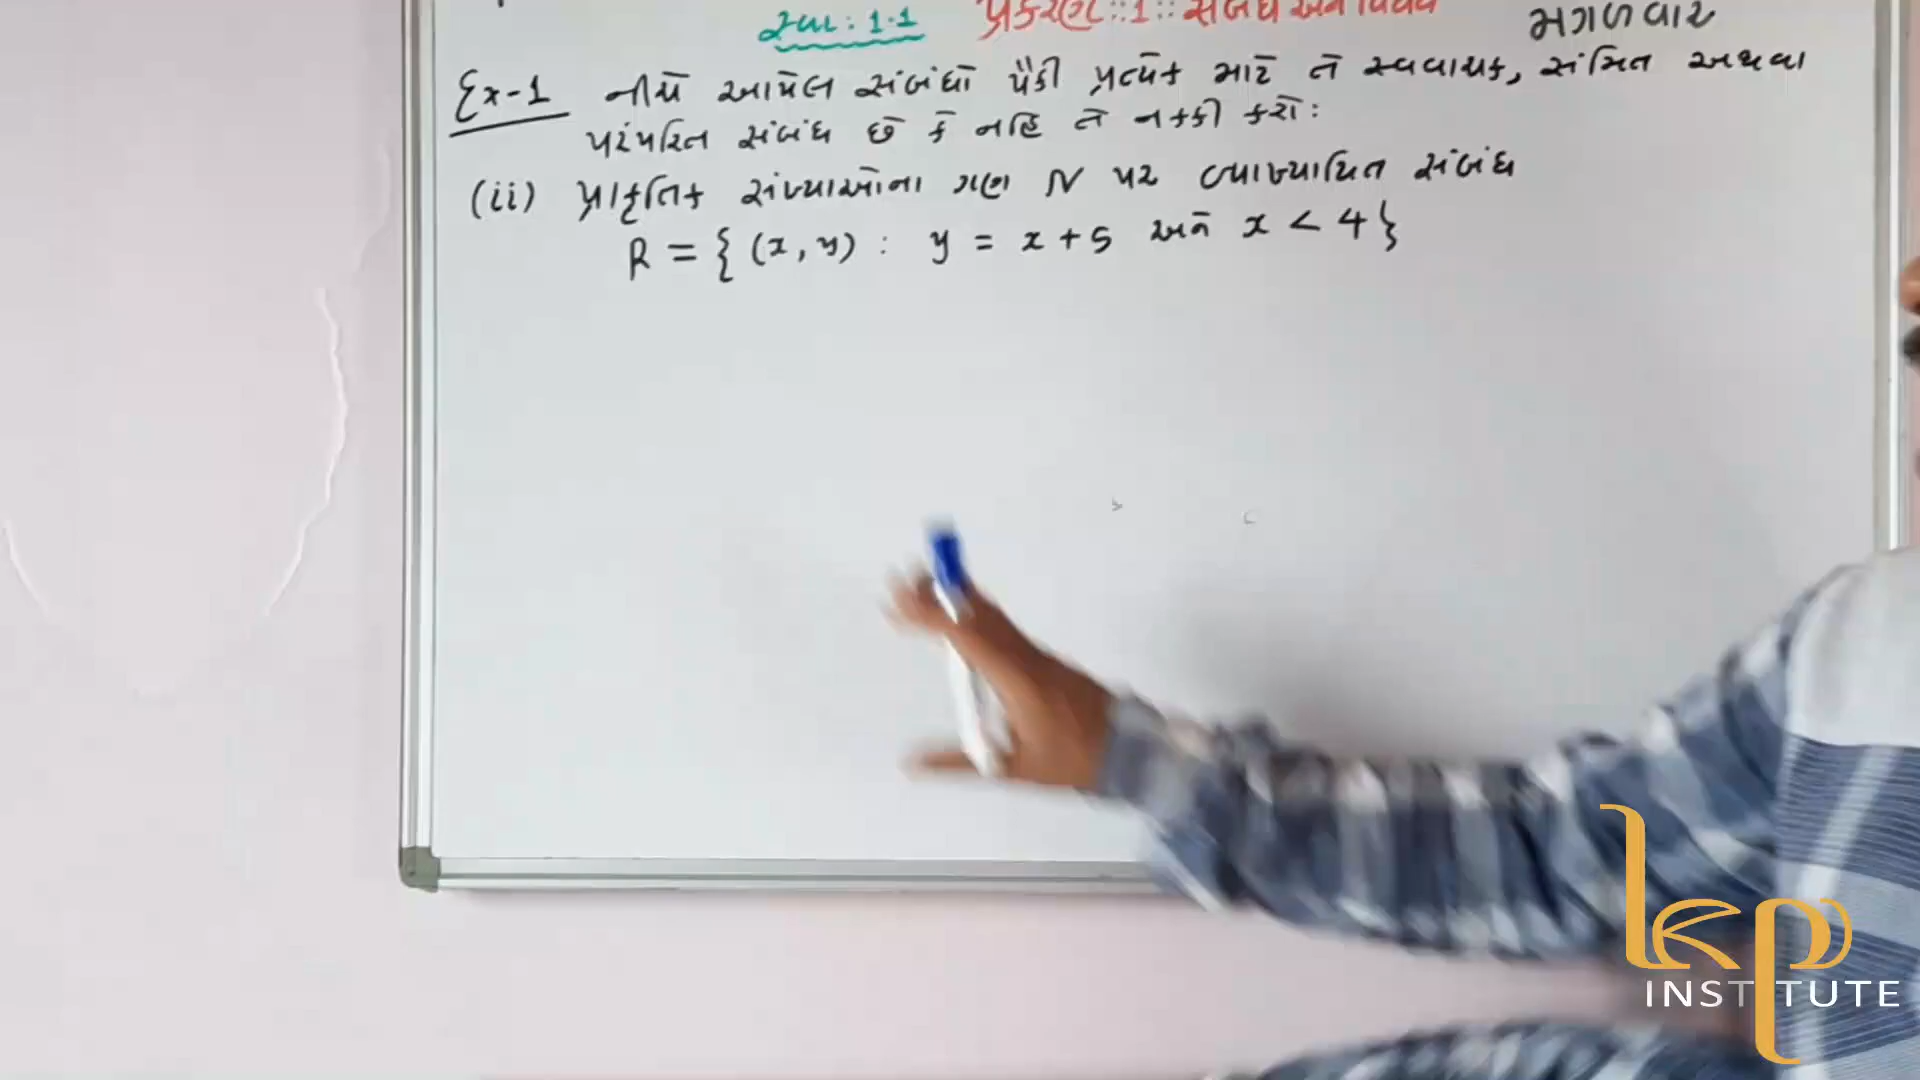 સ્વા: 1.1 પ્રકરણ::1::સંબંધ અને વિધેય મંગળવાર
Ex-1 નીચે આપેલ સંબંધો પૈકી પ્રત્યેક માટે તે સ્વવાચક, સંમિત અથવા
પરંપરિત સંબંધ છે કે નહિ તે નક્કી કરો:
(ii) પ્રાકૃતિક સંખ્યાઓના ગણ N પર વ્યાખ્યાયિત સંબંધ
R = { (x, y) : y = x + 5 અને x < 4 }
kp
INSTITUTE